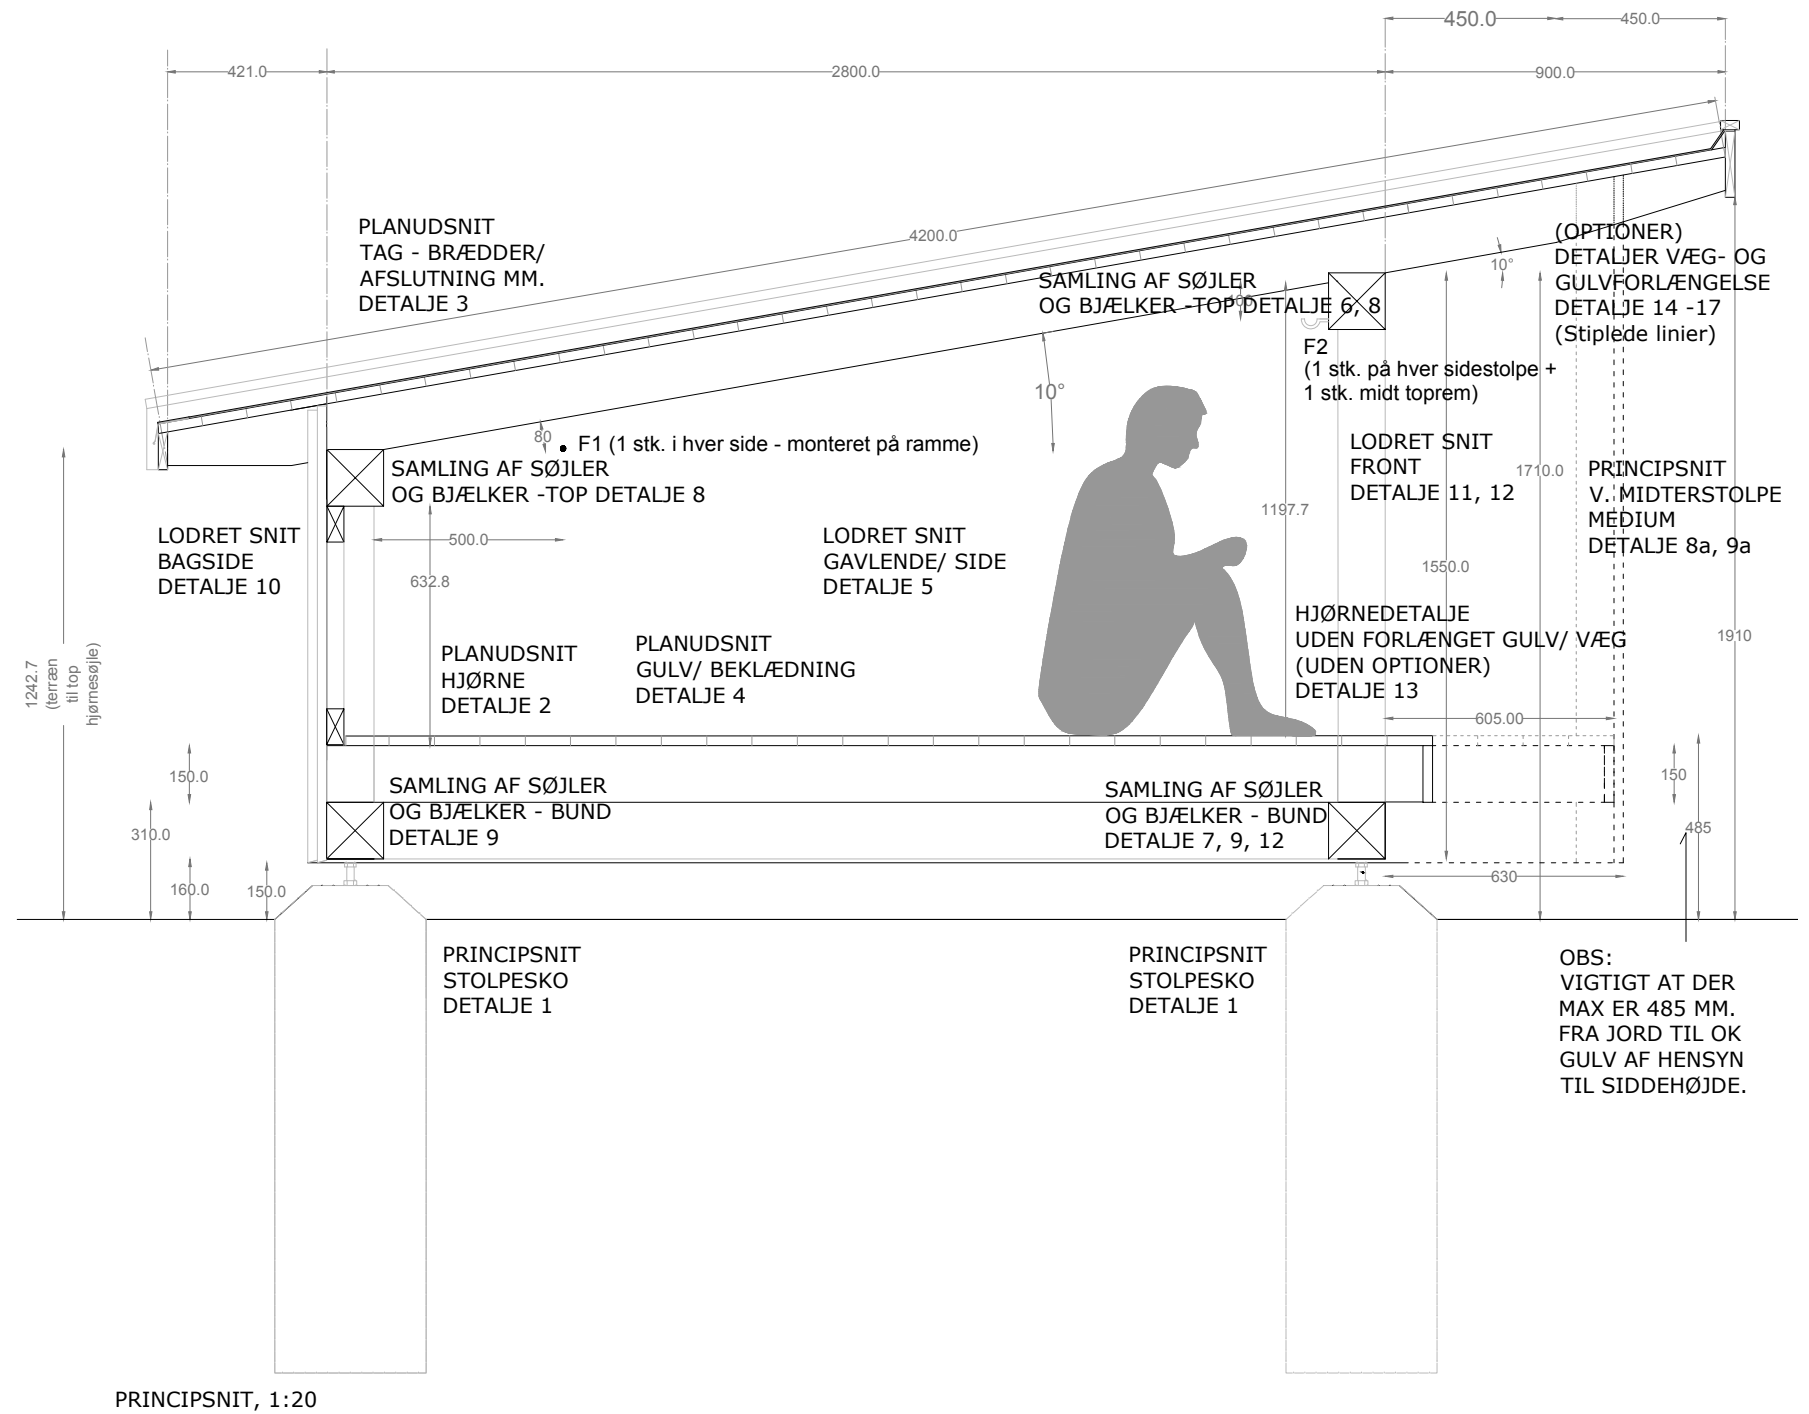 450.0
450.0
421.0
2800.0
900.0
PLANUDSNIT
TAG - BRÆDDER/
AFSLUTNING MM.
DETALJE 3
4200.0
SAMLING AF SØJLER
OG BJÆLKER -TOP DETALJE 6, 8
100
10°
(OPTIONER)
DETALJER VÆG- OG
GULVFORLÆNGELSE
DETALJE 14 -17
(Stiplede linier)
F2
(1 stk. på hver sidestolpe +
1 stk. midt toprem)
10°
80
F1 (1 stk. i hver side - monteret på ramme)
SAMLING AF SØJLER
OG BJÆLKER -TOP DETALJE 8
LODRET SNIT
FRONT
DETALJE 11, 12
1710.0
PRINCIPSNIT
V. MIDTERSTOLPE
MEDIUM
DETALJE 8a, 9a
LODRET SNIT
BAGSIDE
DETALJE 10
500.0
632.8
LODRET SNIT
GAVLENDE/ SIDE
DETALJE 5
1197.7
1550.0
1242.7
(terræn
til top
hjørnesøjle)
PLANUDSNIT
HJØRNE
DETALJE 2
PLANUDSNIT
GULV/ BEKLÆDNING
DETALJE 4
HJØRNEDETALJE
UDEN FORLÆNGET GULV/ VÆG
(UDEN OPTIONER)
DETALJE 13
1910
605.00
150.0
310.0
160.0
150.0
SAMLING AF SØJLER
OG BJÆLKER - BUND
DETALJE 9
SAMLING AF SØJLER
OG BJÆLKER - BUND
DETALJE 7, 9, 12
150
485
630
PRINCIPSNIT
STOLPESKO
DETALJE 1
PRINCIPSNIT
STOLPESKO
DETALJE 1
OBS:
VIGTIGT AT DER
MAX ER 485 MM.
FRA JORD TIL OK
GULV AF HENSYN
TIL SIDDEHØJDE.
PRINCIPSNIT, 1:20